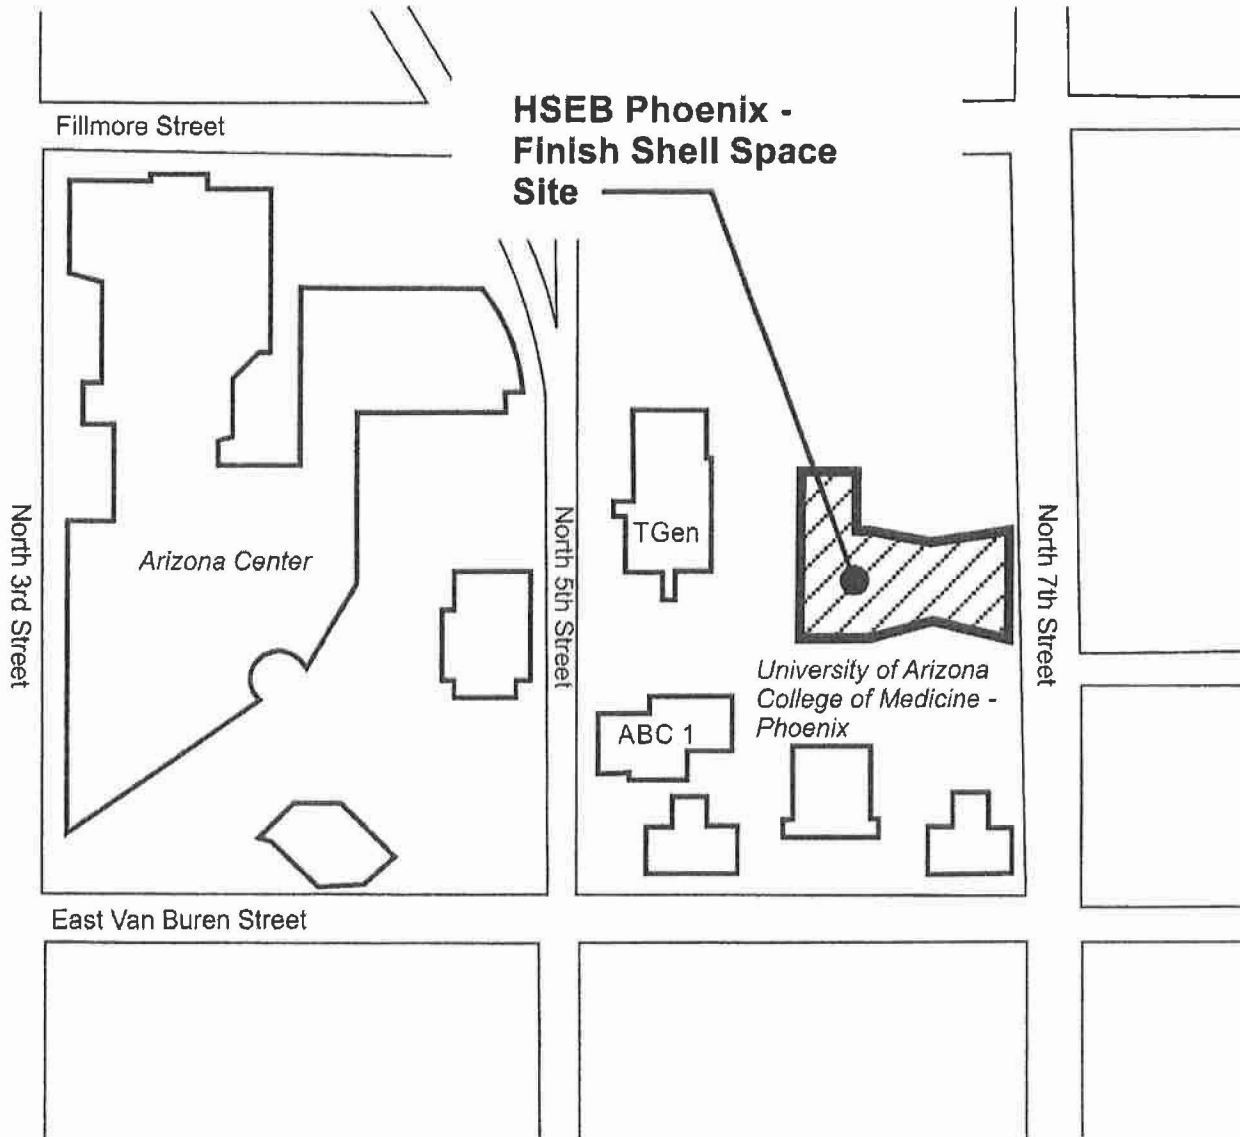 HSEB Phoenix -
Finish Shell Space
Site
Fillmore Street
North 3rd Street
Arizona Center
North 5th Street
TGen
North 7th Street
University of Arizona
College of Medicine -
Phoenix
ABC 1
East Van Buren Street